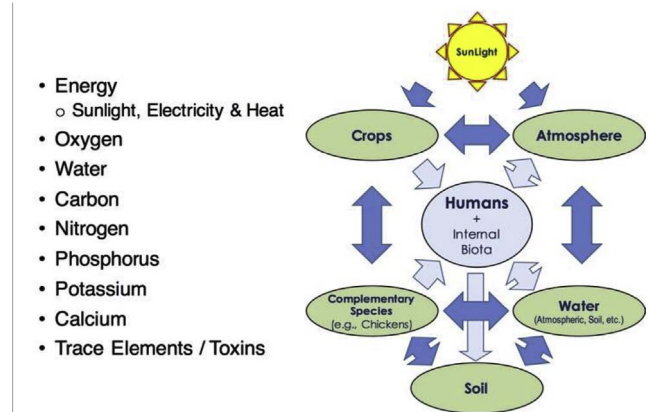 • Energy
o Sunlight, Electricity & Heat
• Oxygen
• Water
• Carbon
• Nitrogen
• Phosphorus
• Potassium
• Calcium
• Trace Elements / Toxins
SunLight
Crops
Atmosphere
Humans
+
Internal
Biota
Complementary
Species
(e.g., Chickens)
Water
(Atmospheric, Soil, etc.)
Soil